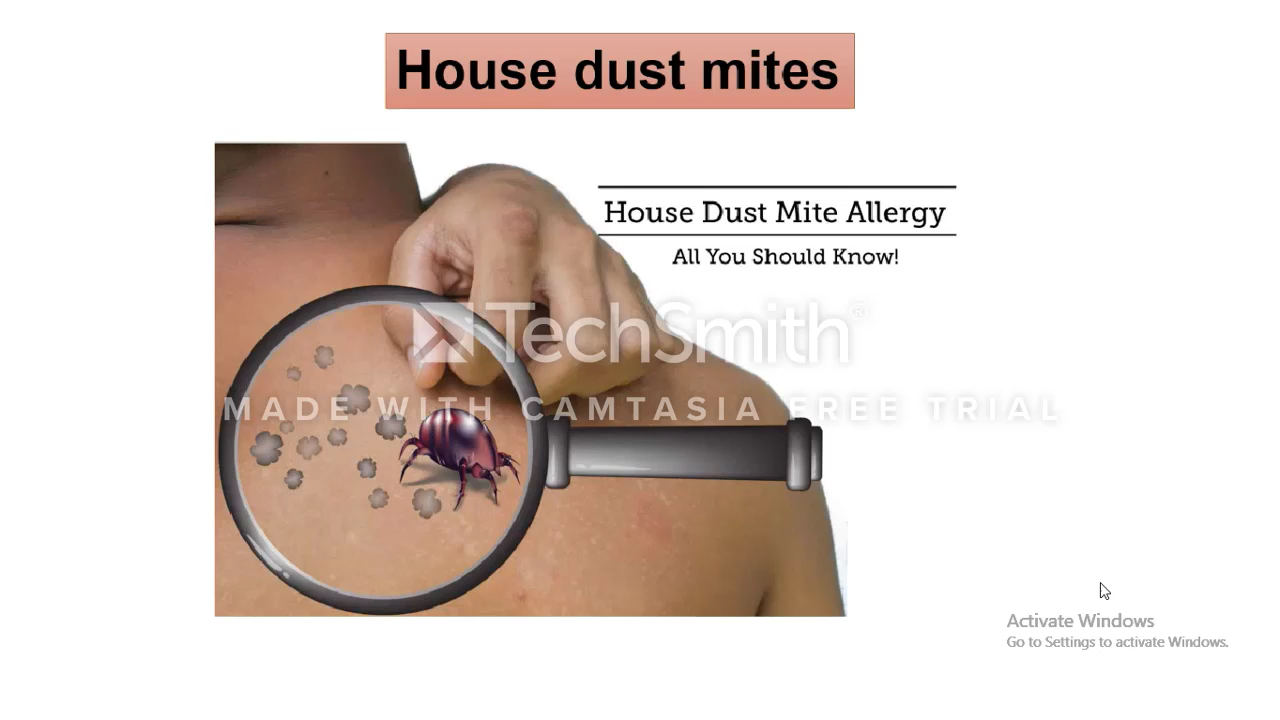 House dust mites
House Dust Mite Allergy
All You Should Know!
TechSmith®
MADE WITH CAMTASIA FREE TRIAL
Activate Windows
Go to Settings to activate Windows.